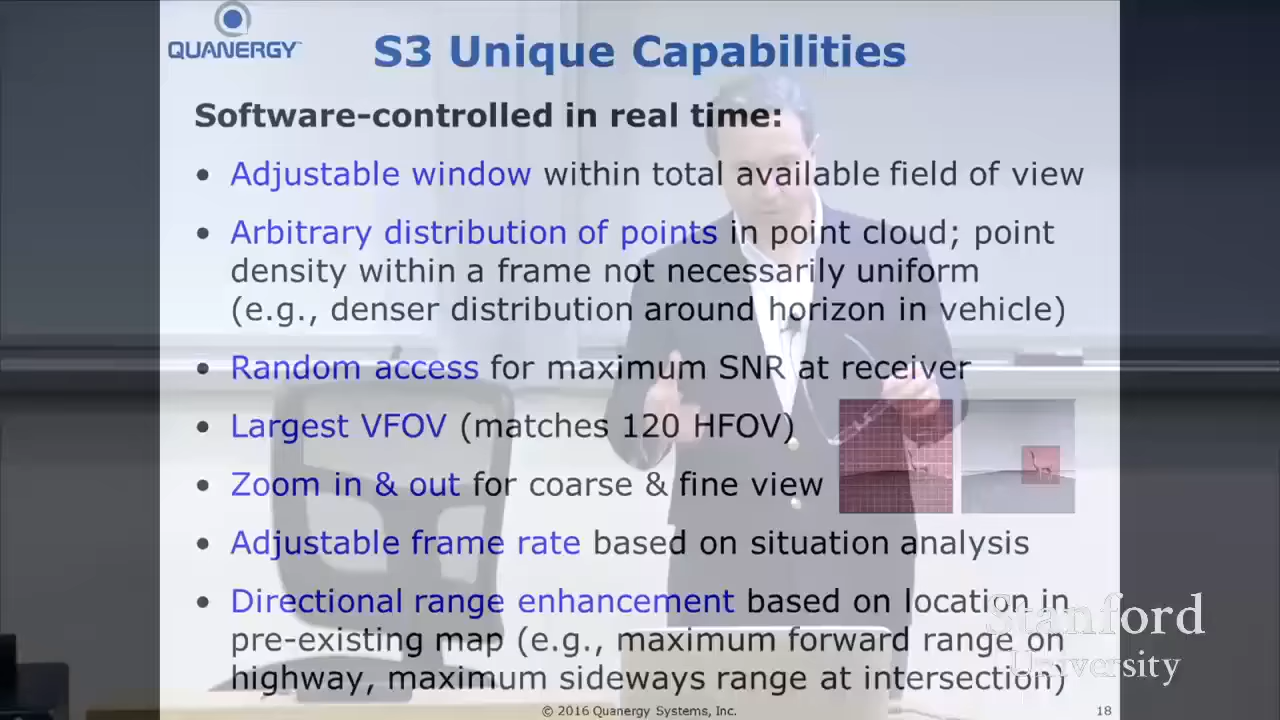 QUANERGY
S3 Unique Capabilities
Software-controlled in real time:
• Adjustable window within total available field of view
• Arbitrary distribution of points in point cloud; point
density within a frame not necessarily uniform
(e.g., denser distribution around horizon in vehicle)
• Random access for maximum SNR at receiver
• Largest VFOV (matches 120 HFOV)
• Zoom in & out for coarse & fine view
• Adjustable frame rate based on situation analysis
• Directional range enhancement based on location in
pre-existing map (e.g., maximum forward range on
highway, maximum sideways range at intersection)
Stanford
University
© 2016 Quanergy Systems, Inc.
18